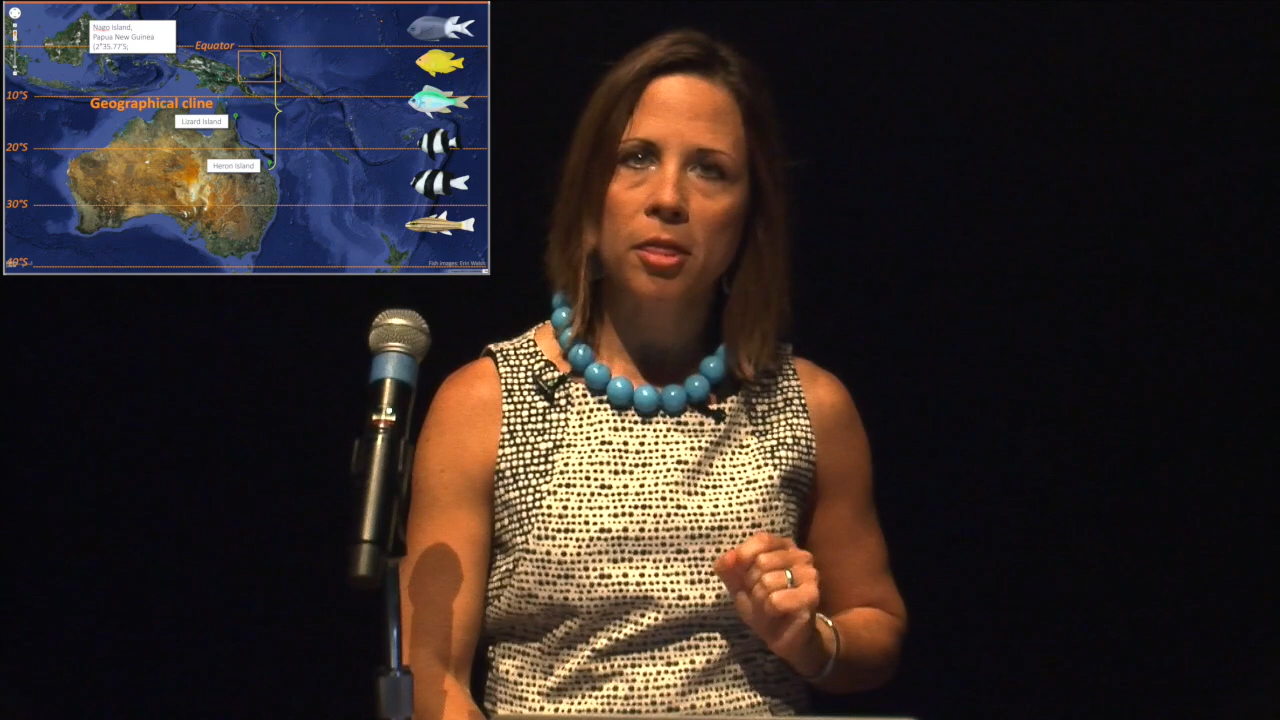 Nago Island,
Papua New Guinea
(2°35.77'S;
Equator
10°S
Geographical cline
Lizard Island
20°S
Heron Island
30°S
40°S
Fish Images: Erin Walsh